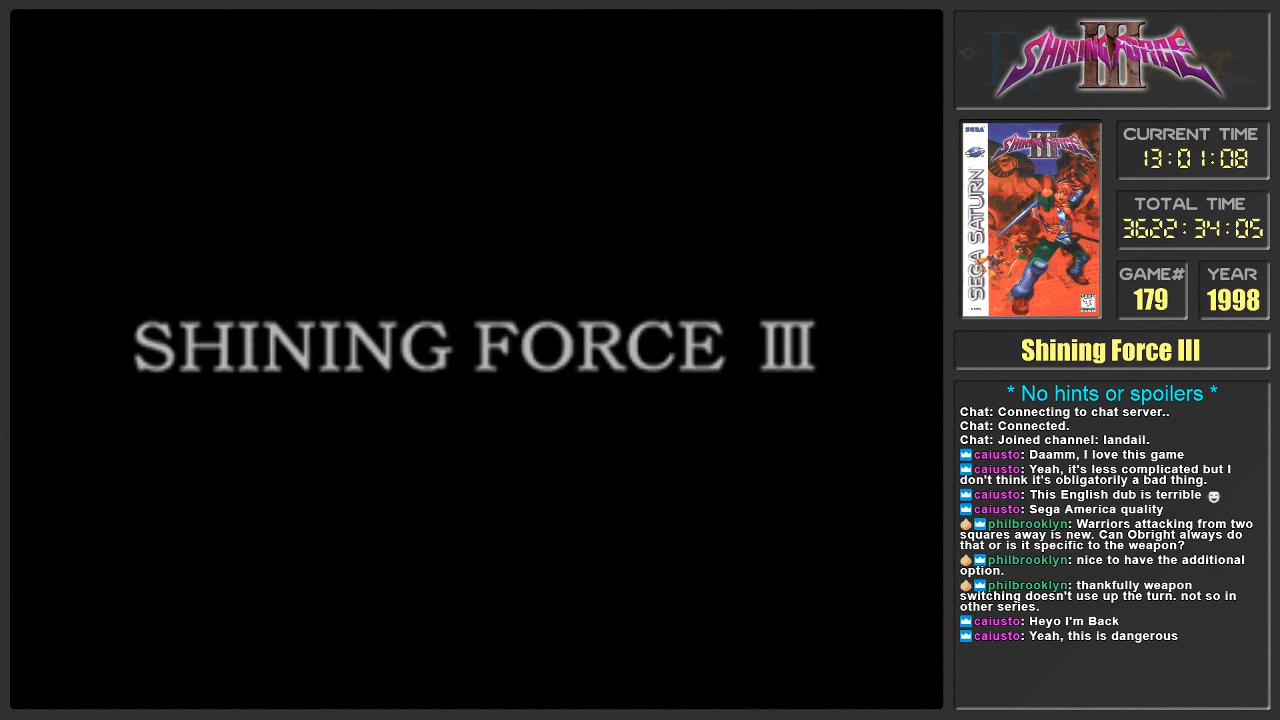 SHINING FORCE III
SHINING FORCE III
SEGA
SEGA SATURN
SHINING FORCE III
CURRENT TIME
13:01:08
TOTAL TIME
3622:34:05
GAME#
179
YEAR
1998
Shining Force III
* No hints or spoilers *
Chat: Connecting to chat server..
Chat: Connected.
Chat: Joined channel: landail.
caiusto: Daamm, I love this game
caiusto: Yeah, it's less complicated but I
don't think it's obligatorily a bad thing.
caiusto: This English dub is terrible
caiusto: Sega America quality
philbrooklyn: Warriors attacking from two
squares away is new. Can Obright always do
that or is it specific to the weapon?
philbrooklyn: nice to have the additional
option.
philbrooklyn: thankfully weapon
switching doesn't use up the turn. not so in
other series.
caiusto: Heyo I'm Back
caiusto: Yeah, this is dangerous